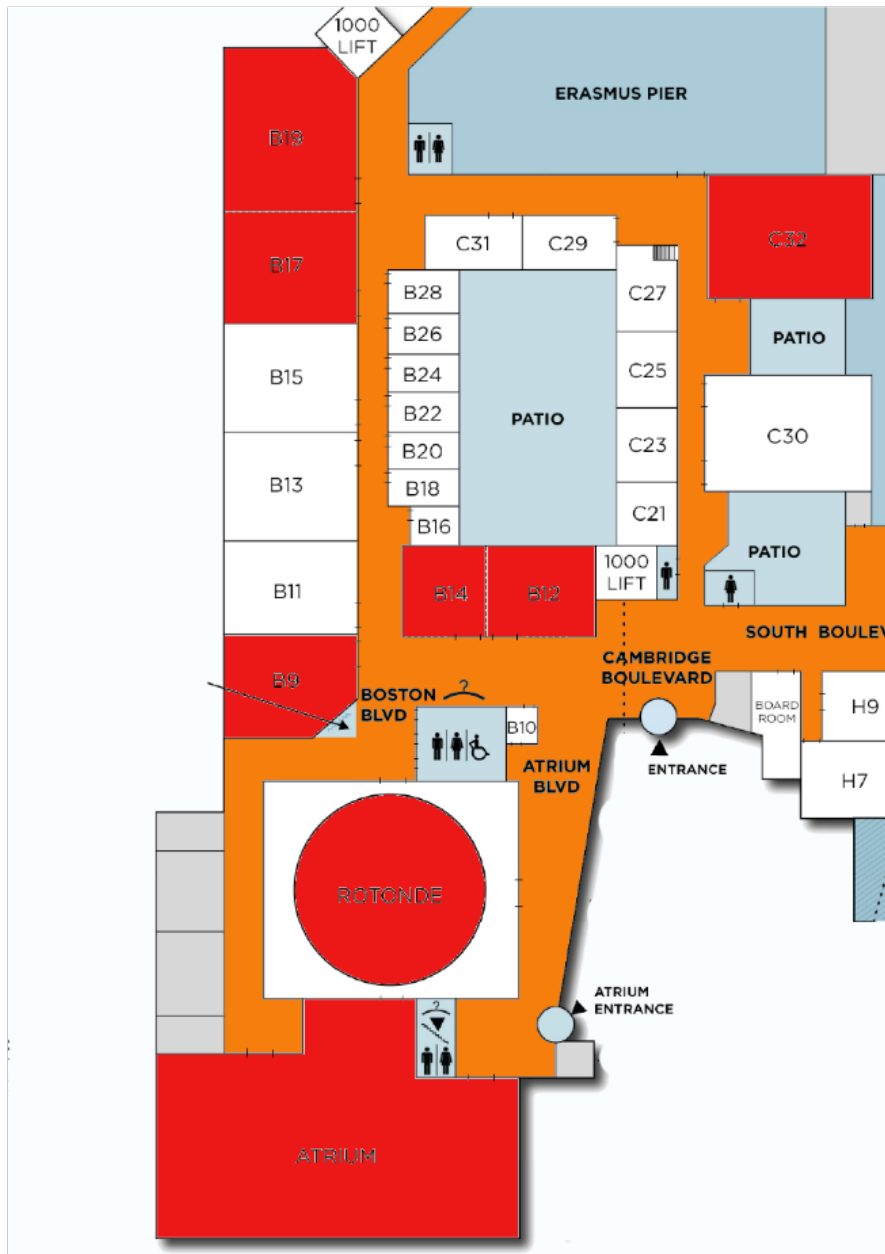 1000
LIFT
ERASMUS PIER
B19
C32
C31
C29
B17
B28
C27
B26
PATIO
B15
B24
C25
B22
PATIO
C30
B20
C23
B13
B18
C21
B16
PATIO
1000
LIFT
B11
B14
B12
SOUTH BOULEV
CAMBRIDGE
BOULEVARD
B9
BOSTON
BLVD
?
BOARD
ROOM
H9
B10
ATRIUM
BLVD
ENTRANCE
H7
ROTONDE
ATRIUM
ENTRANCE
?
ATRIUM